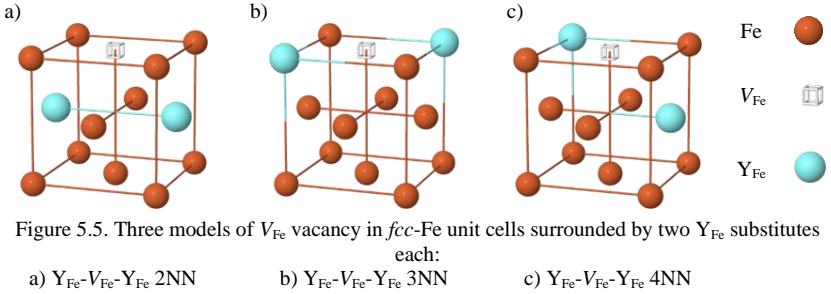 a) b) c)
Fe
V_Fe
Y_Fe
Figure 5.5. Three models of V_Fe vacancy in fcc-Fe unit cells surrounded by two Y_Fe substitutes
each:
a) Y_Fe-V_Fe-Y_Fe 2NN b) Y_Fe-V_Fe-Y_Fe 3NN c) Y_Fe-V_Fe-Y_Fe 4NN